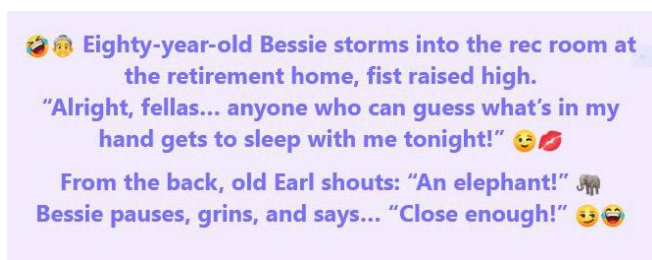 🤣👵 Eighty-year-old Bessie storms into the rec room at
the retirement home, fist raised high.
“Alright, fellas... anyone who can guess what’s in my
hand gets to sleep with me tonight!” 😉💋
From the back, old Earl shouts: “An elephant!” 🐘
Bessie pauses, grins, and says... “Close enough!” 😏😂